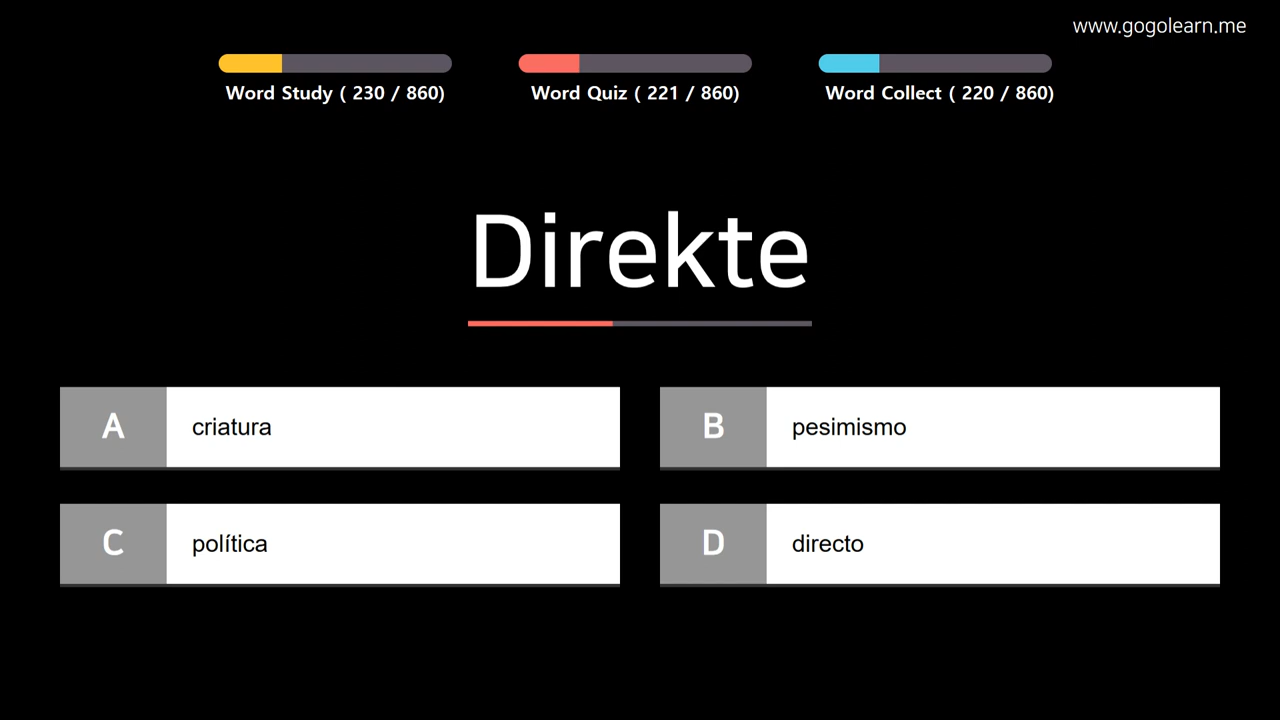 www.gogolearn.me
Word Study ( 230 / 860)
Word Quiz ( 221 / 860)
Word Collect ( 220 / 860)
Direkte
A criatura
B pesimismo
C política
D directo